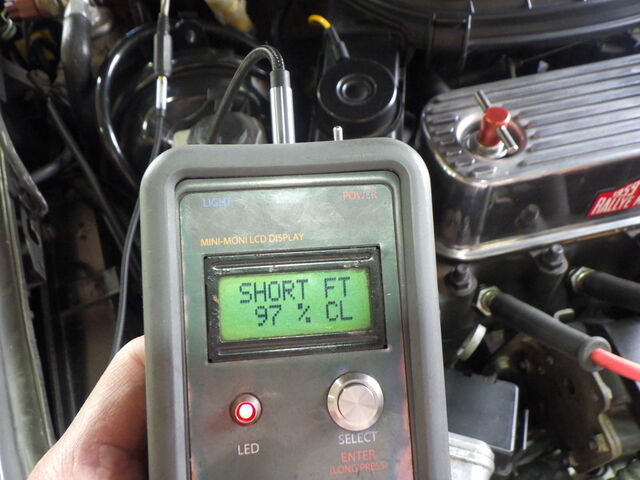 LIGHT
POWER
MINI-MONI LCD DISPLAY
SHORT FT
97 % CL
LED
SELECT
ENTER
(LONG PRESS)
RALLYE